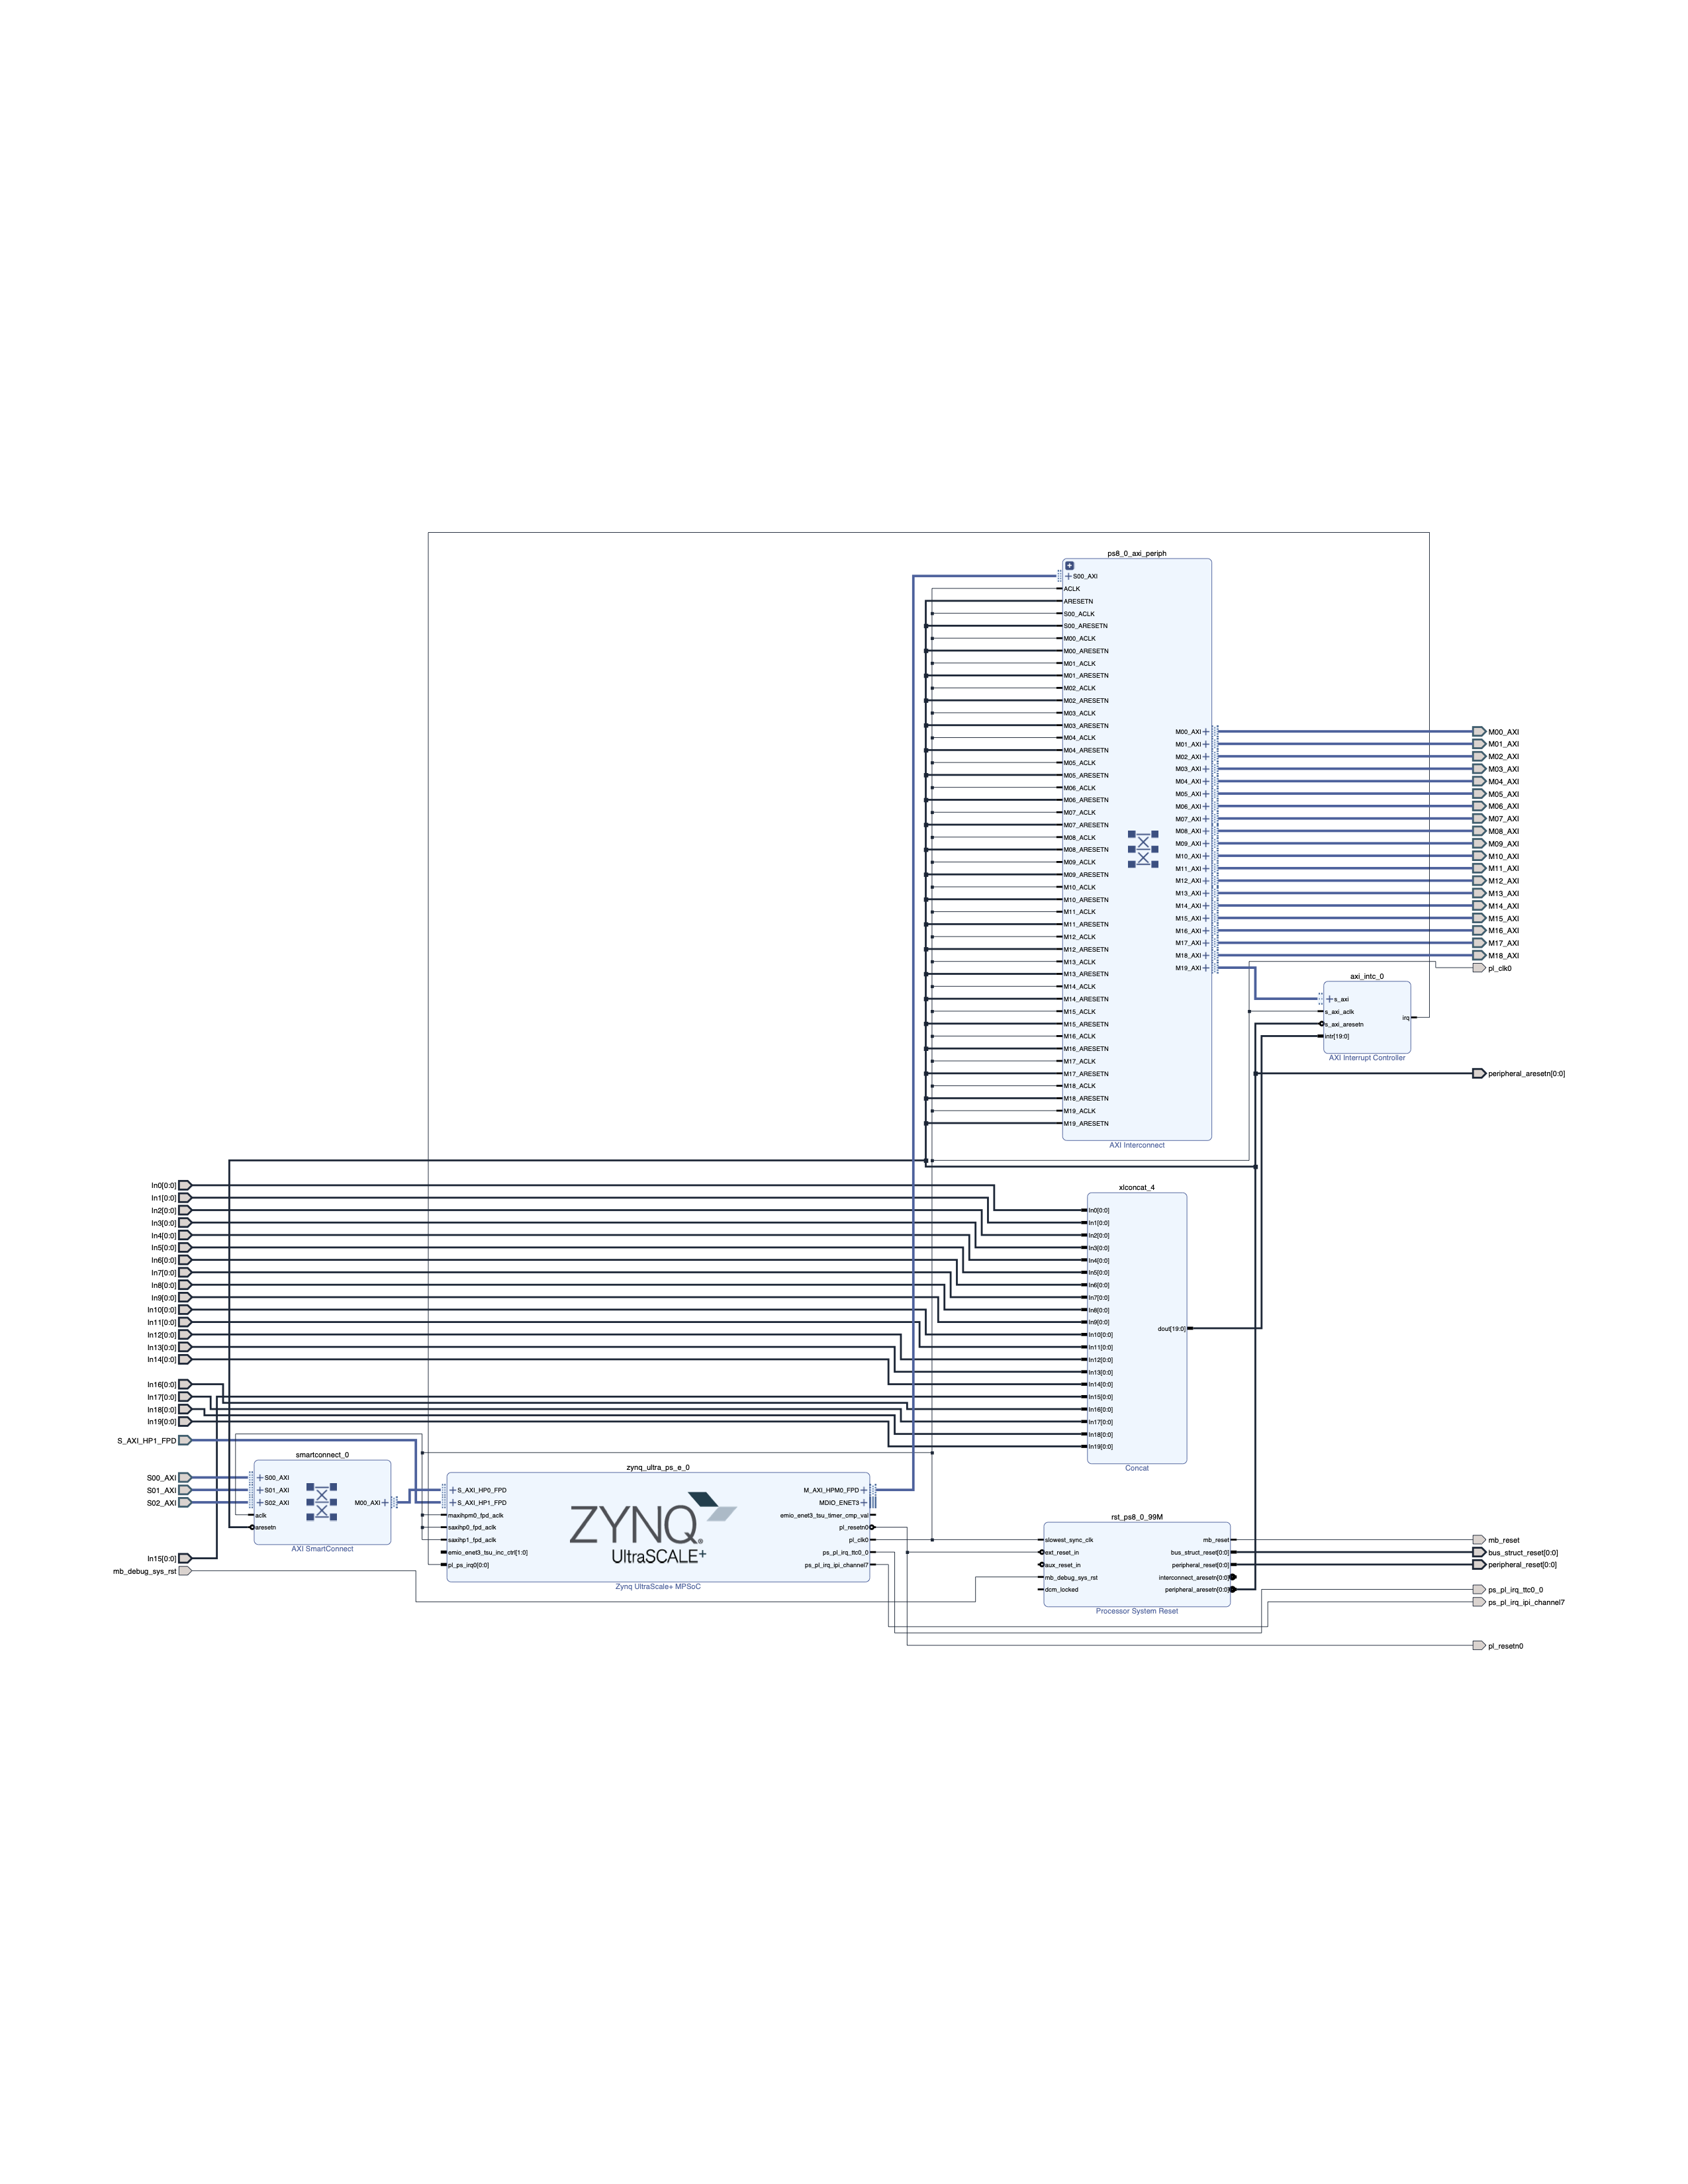 ps8_0_axi_periph
S00_AXI
ACLK
ARESETN
S00_ACLK
S00_ARESETN
M00_ACLK
M00_ARESETN
M01_ACLK
M01_ARESETN
M02_ACLK
M02_ARESETN
M03_ACLK
M03_ARESETN
M04_ACLK
M04_ARESETN
M05_ACLK
M05_ARESETN
M06_ACLK
M06_ARESETN
M07_ACLK
M07_ARESETN
M08_ACLK
M08_ARESETN
M09_ACLK
M09_ARESETN
M10_ACLK
M10_ARESETN
M11_ACLK
M11_ARESETN
M12_ACLK
M12_ARESETN
M13_ACLK
M13_ARESETN
M14_ACLK
M14_ARESETN
M15_ACLK
M15_ARESETN
M16_ACLK
M16_ARESETN
M17_ACLK
M17_ARESETN
M18_ACLK
M18_ARESETN
M19_ACLK
M19_ARESETN
M00_AXI
M01_AXI
M02_AXI
M03_AXI
M04_AXI
M05_AXI
M06_AXI
M07_AXI
M08_AXI
M09_AXI
M10_AXI
M11_AXI
M12_AXI
M13_AXI
M14_AXI
M15_AXI
M16_AXI
M17_AXI
M18_AXI
M19_AXI
AXI Interconnect
M00_AXI
M01_AXI
M02_AXI
M03_AXI
M04_AXI
M05_AXI
M06_AXI
M07_AXI
M08_AXI
M09_AXI
M10_AXI
M11_AXI
M12_AXI
M13_AXI
M14_AXI
M15_AXI
M16_AXI
M17_AXI
M18_AXI
pl_clk0
axi_intc_0
s_axi
s_axi_aclk
s_axi_aresetn
intr[19:0]
irq
AXI Interrupt Controller
peripheral_aresetn[0:0]
In0[0:0]
In1[0:0]
In2[0:0]
In3[0:0]
In4[0:0]
In5[0:0]
In6[0:0]
In7[0:0]
In8[0:0]
In9[0:0]
In10[0:0]
In11[0:0]
In12[0:0]
In13[0:0]
In14[0:0]
In16[0:0]
In17[0:0]
In18[0:0]
In19[0:0]
S_AXI_HP1_FPD
S00_AXI
S01_AXI
S02_AXI
In15[0:0]
mb_debug_sys_rst
xlconcat_4
In0[0:0]
In1[0:0]
In2[0:0]
In3[0:0]
In4[0:0]
In5[0:0]
In6[0:0]
In7[0:0]
In8[0:0]
In9[0:0]
In10[0:0]
In11[0:0]
In12[0:0]
In13[0:0]
In14[0:0]
In15[0:0]
In16[0:0]
In17[0:0]
In18[0:0]
In19[0:0]
dout[19:0]
Concat
smartconnect_0
S00_AXI
S01_AXI
S02_AXI
aclk
aresetn
M00_AXI
AXI SmartConnect
zynq_ultra_ps_e_0
S_AXI_HP0_FPD
S_AXI_HP1_FPD
maxihpm0_fpd_aclk
saxihp0_fpd_aclk
saxihp1_fpd_aclk
emio_enet3_tsu_inc_ctrl[1:0]
pl_ps_irq0[0:0]
ZYNQ®
UltraSCALE+
M_AXI_HPM0_FPD
MDIO_ENET3
emio_enet3_tsu_timer_cmp_val
pl_resetn0
pl_clk0
ps_pl_irq_ttc0_0
ps_pl_irq_ipi_channel7
Zynq UltraScale+ MPSoC
rst_ps8_0_99M
slowest_sync_clk
ext_reset_in
aux_reset_in
mb_debug_sys_rst
dcm_locked
mb_reset
bus_struct_reset[0:0]
peripheral_reset[0:0]
interconnect_aresetn[0:0]
peripheral_aresetn[0:0]
Processor System Reset
mb_reset
bus_struct_reset[0:0]
peripheral_reset[0:0]
ps_pl_irq_ttc0_0
ps_pl_irq_ipi_channel7
pl_resetn0